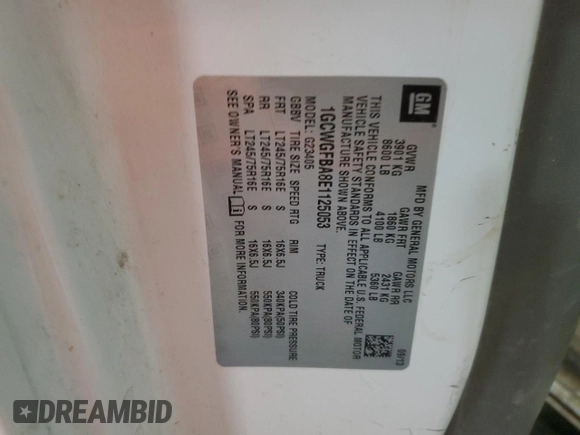 GM
MFD BY GENERAL MOTORS LLC
09/13
GVWR GAWR FRT GAWR RR
3901 KG 1860 KG 2431 KG
8600 LB 4100 LB 5360 LB
THIS VEHICLE CONFORMS TO ALL APPLICABLE U.S. FEDERAL MOTOR
VEHICLE SAFETY STANDARDS IN EFFECT ON THE DATE OF
MANUFACTURE SHOWN ABOVE.
1GCWGFBA8E1125053 TYPE: TRUCK
MODEL: G23405
GBBV TIRE SIZE SPEED RTG RIM COLD TIRE PRESSURE
FRT LT245/75R16E S 16X6.5J 340KPA(50PSI)
RR LT245/75R16E S 16X6.5J 550KPA(80PSI)
SPA LT245/75R16E S 16X6.5J 550KPA(80PSI)
SEE OWNER'S MANUAL
DREAMBID